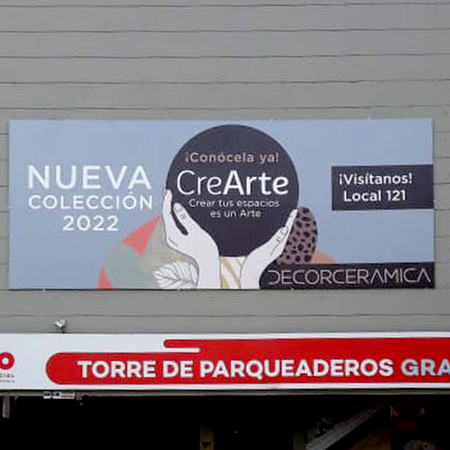 NUEVA
COLECCIÓN
2022
¡Conócela ya!
CreArte
Crear tus espacios
es un Arte
¡Visítanos!
Local 121
DECORCERAMICA
TORRE DE PARQUEADEROS GRA